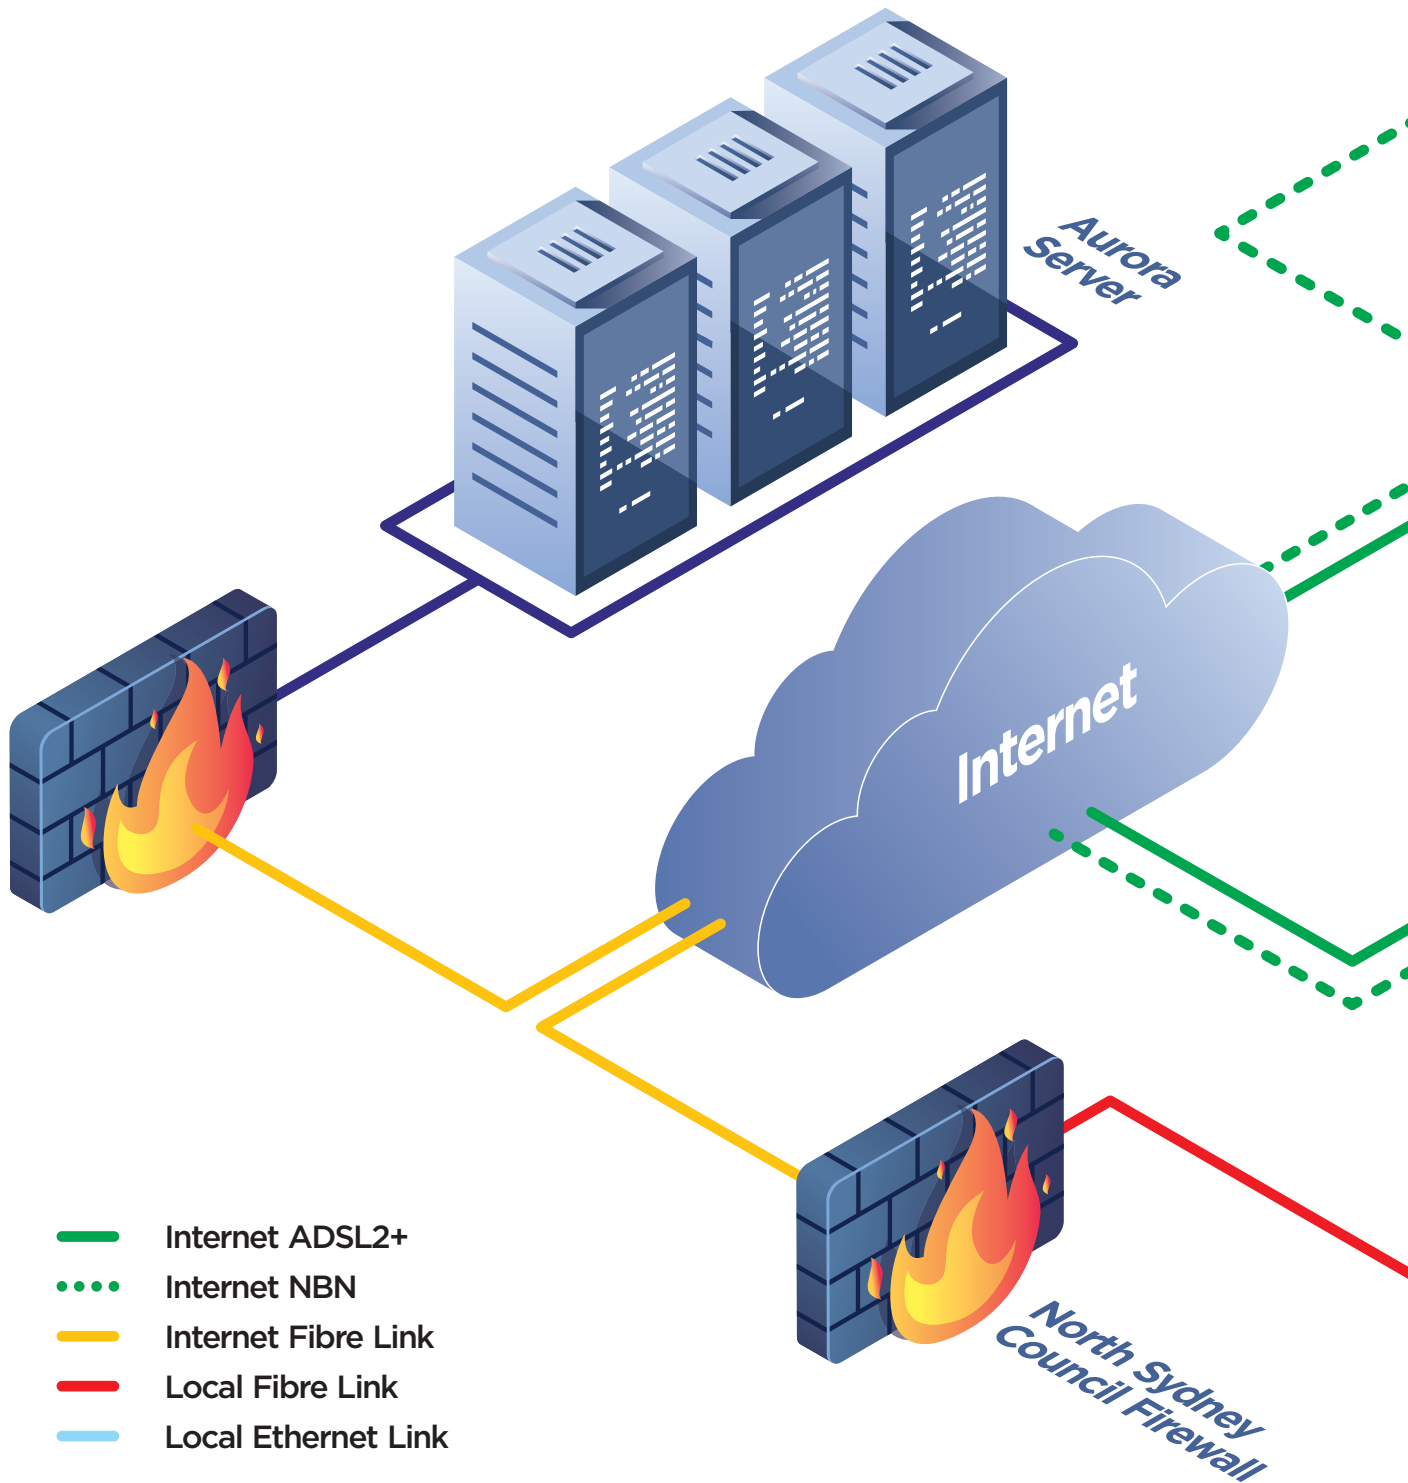 Aurora
Server
Internet
Internet ADSL2+
Internet NBN
Internet Fibre Link
Local Fibre Link
Local Ethernet Link
North Sydney
Council Firewall